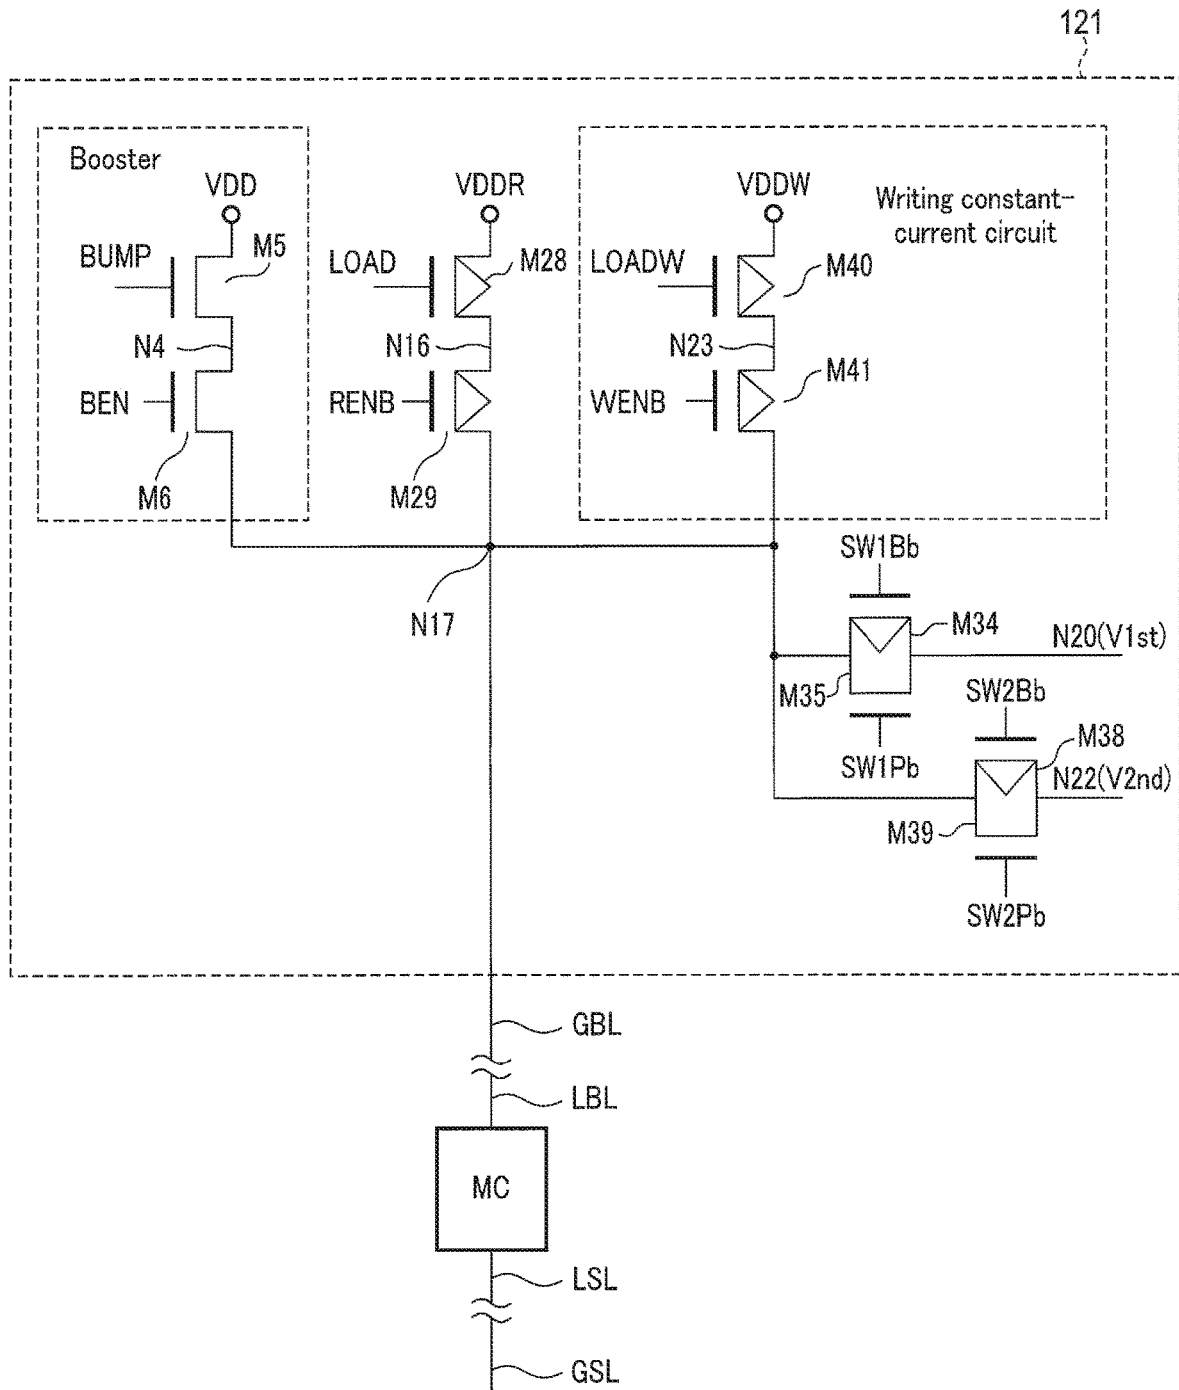 121
Booster
VDD
VDDR
VDDW
Writing constant-
current circuit
BUMP
M5
LOAD
M28
LOADW
M40
N4
N16
N23
BEN
RENB
WENB
M41
M6
M29
N17
SW1Bb
M34
N20(V1st)
M35
SW1Pb
SW2Bb
M38
N22(V2nd)
M39
SW2Pb
GBL
LBL
MC
LSL
GSL